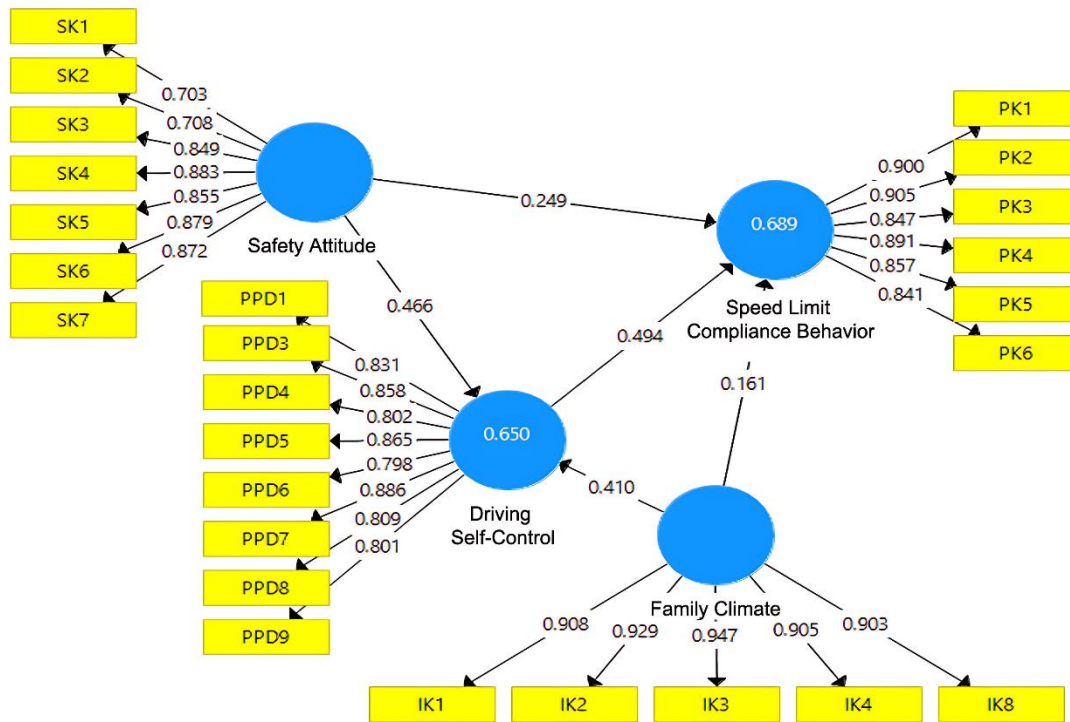 SK1
SK2
SK3
SK4
SK5
SK6
SK7
0.703
0.708
0.849
0.883
0.855
0.879
0.872
Safety Attitude
0.249
0.466
PK1
PK2
PK3
PK4
PK5
PK6
0.900
0.905
0.847
0.891
0.857
0.841
0.689
Speed Limit
Compliance Behavior
0.494
0.161
PPD1
PPD3
PPD4
PPD5
PPD6
PPD7
PPD8
PPD9
0.831
0.858
0.802
0.865
0.798
0.886
0.809
0.801
0.650
Driving
Self-Control
0.410
Family Climate
0.908
0.929
0.947
0.905
0.903
IK1
IK2
IK3
IK4
IK8